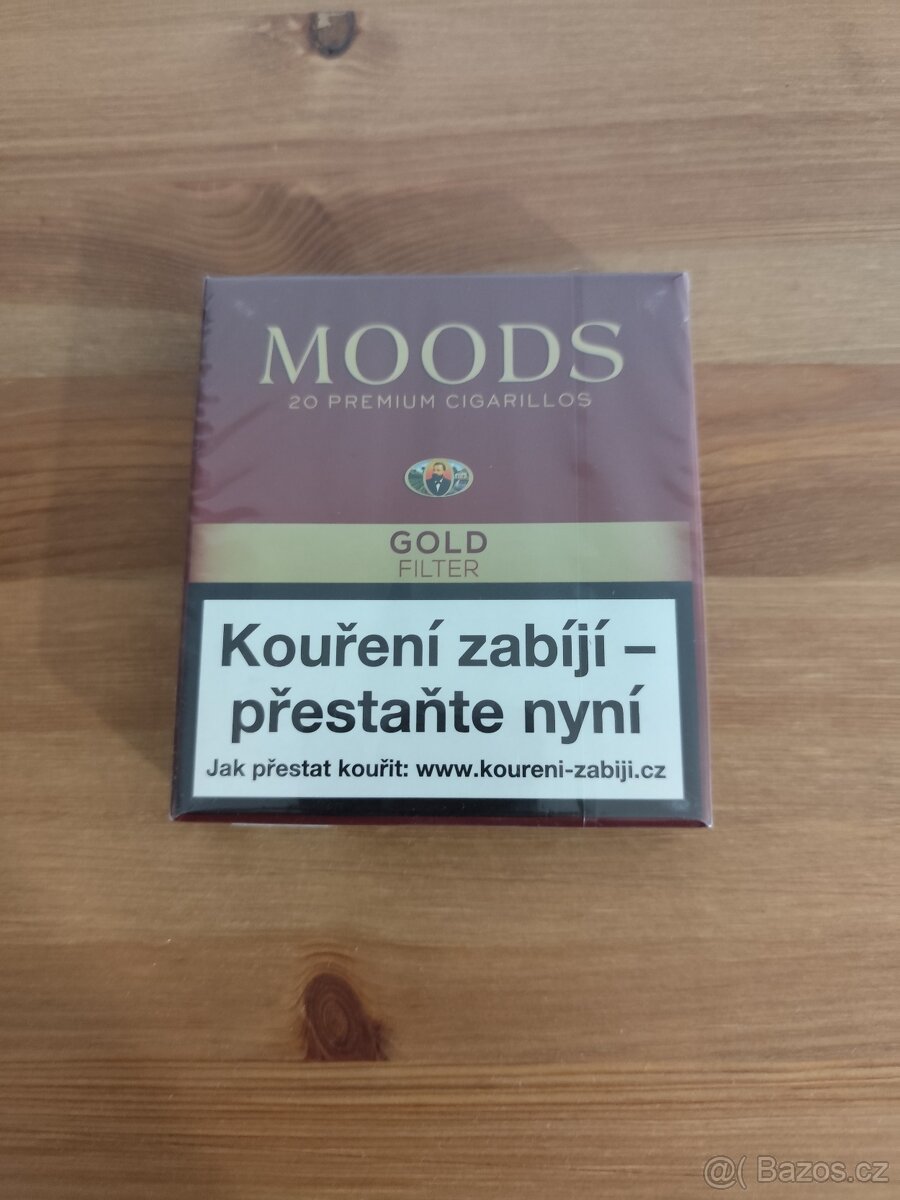 MOODS
20 PREMIUM CIGARILLOS
GOLD
FILTER
Kouření zabíjí –
přestaňte nyní
Jak přestat kouřit: www.koureni-zabiji.cz
@( Bazos.cz